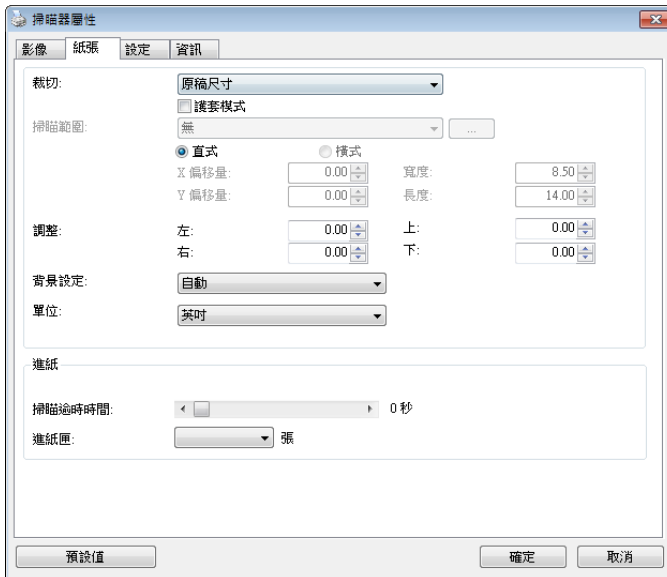 掃瞄器屬性
影像 紙張 設定 資訊
裁切: 原稿尺寸
護套模式
掃瞄範圍: 無 ...
直式 橫式
X 偏移量: 0.00 寬度: 8.50
Y 偏移量: 0.00 長度: 14.00
調整: 左: 0.00 上: 0.00
右: 0.00 下: 0.00
背景設定: 自動
單位: 英吋
進紙
掃瞄逾時時間: 0 秒
進紙匣: 張
預設值 確定 取消